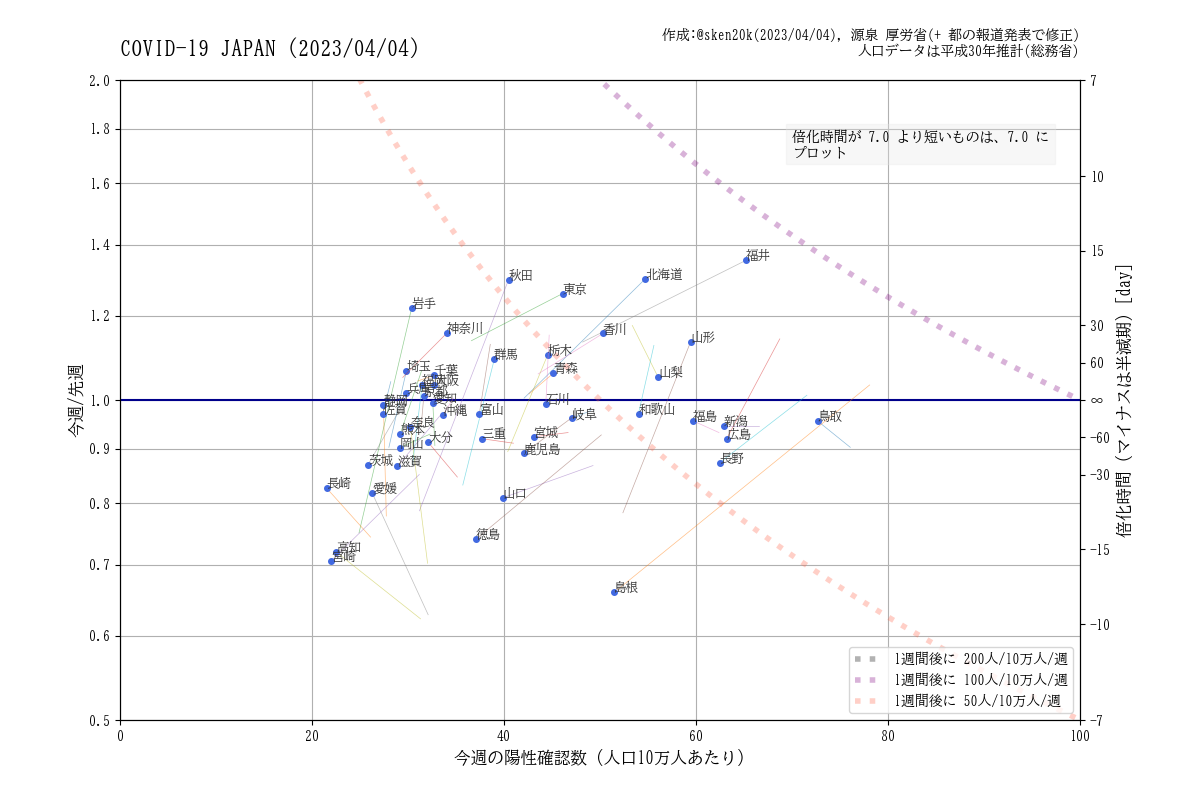 COVID-19 JAPAN (2023/04/04)
作成:@sken20k(2023/04/04), 源泉 厚労省(+ 都の報道発表で修正)
人口データは平成30年推計(総務省)
2.0
1.8
1.6
1.4
1.2
1.0
0.9
0.8
0.7
0.6
0.5
今週/先週
7
10
15
30
60
∞
-60
-30
-15
-10
-7
倍化時間 (マイナスは半減期) [day]
倍化時間が 7.0 より短いものは、7.0 に
プロット
福井
秋田
北海道
東京
岩手
神奈川
香川
山形
栃木
群馬
埼玉
千葉
青森
山梨
大阪
兵庫
京都
愛知
静岡
石川
佐賀
沖縄
富山
岐阜
和歌山
福島
鳥取
奈良
新潟
熊本
大分
三重
宮城
広島
岡山
鹿児島
茨城
滋賀
長野
長崎
愛媛
山口
徳島
高知
宮崎
島根
1週間後に 200人/10万人/週
1週間後に 100人/10万人/週
1週間後に 50人/10万人/週
0
20
40
60
80
100
今週の陽性確認数 (人口10万人あたり)